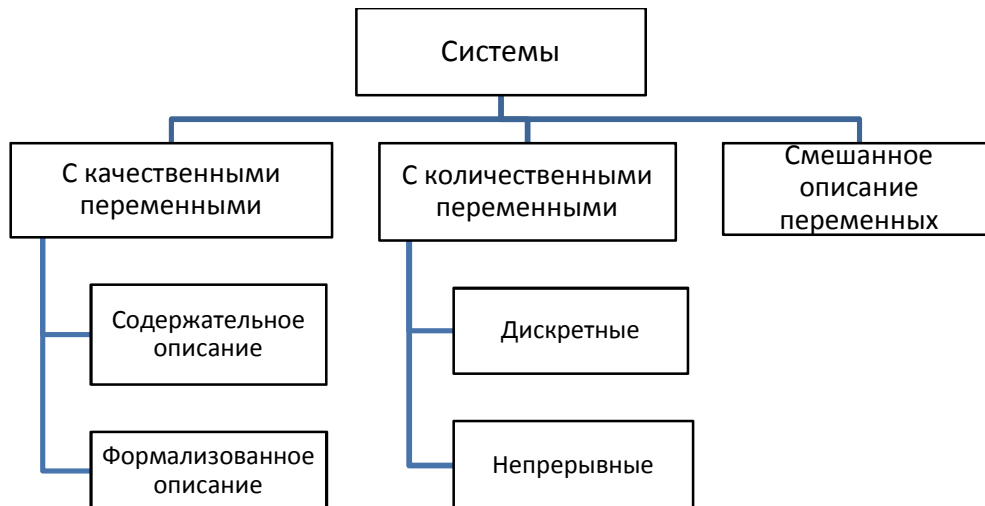 Системы
С качественными
переменными
С количественными
переменными
Смешанное
описание
переменных
Содержательное
описание
Дискретные
Формализованное
описание
Непрерывные